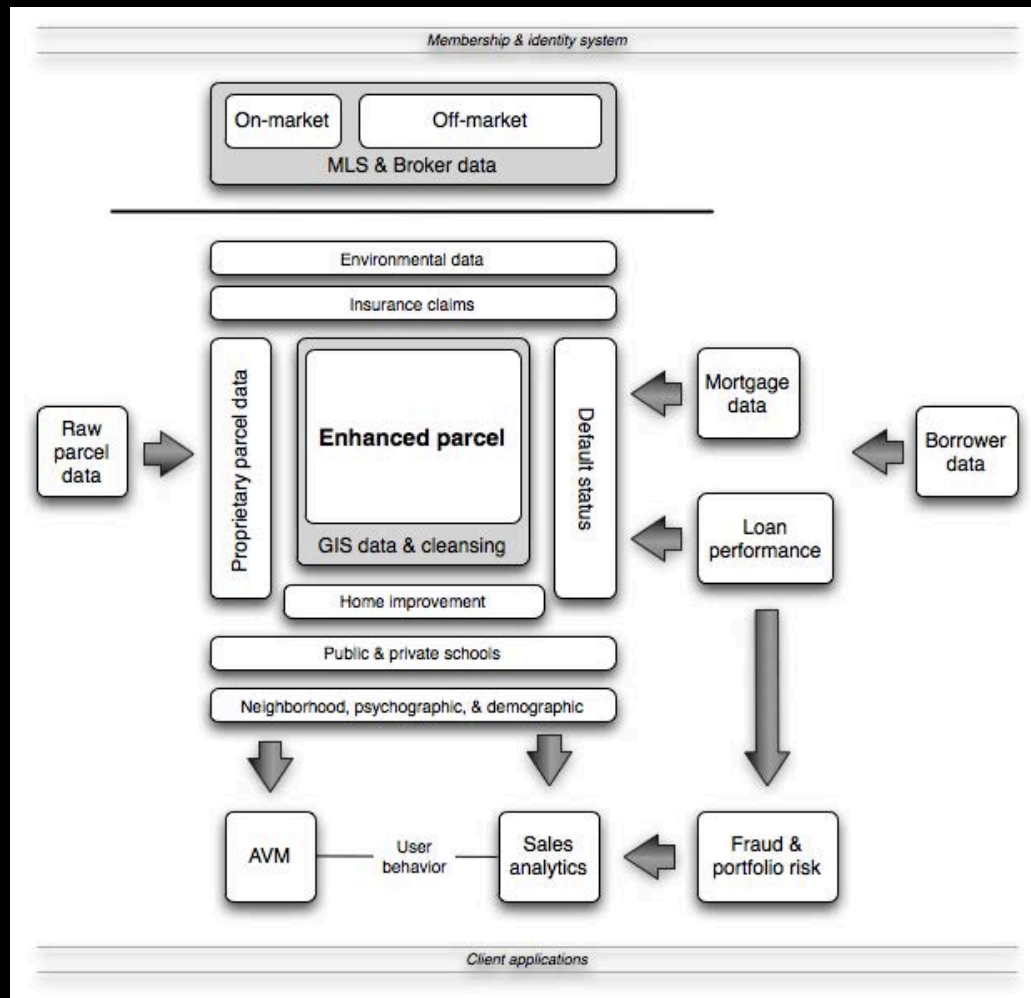 Membership & identity system
On-market
Off-market
MLS & Broker data
Environmental data
Insurance claims
Proprietary parcel data
Enhanced parcel
GIS data & cleansing
Default status
Mortgage
data
Raw
parcel
data
Borrower
data
Loan
performance
Home improvement
Public & private schools
Neighborhood, psychographic, & demographic
AVM
User
behavior
Sales
analytics
Fraud &
portfolio risk
Client applications